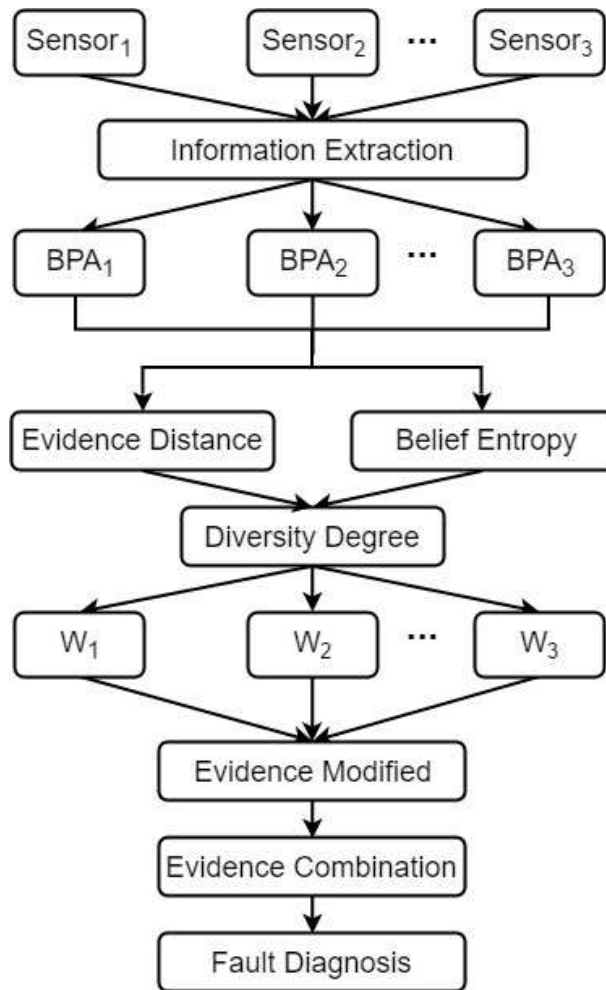 Sensor₁ Sensor₂ ... Sensor₃
Information Extraction
BPA₁ BPA₂ ... BPA₃
Evidence Distance Belief Entropy
Diversity Degree
W₁ W₂ ... W₃
Evidence Modified
Evidence Combination
Fault Diagnosis